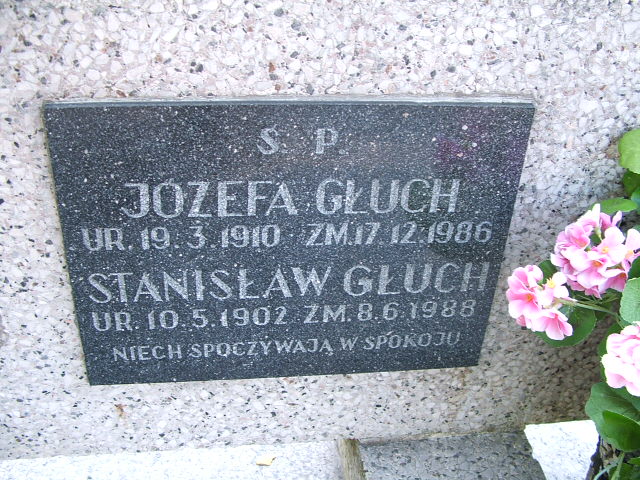 Ś P
JÓZEFA GŁUCH
UR. 19.3.1910 ZM.17.12.1986
STANISŁAW GŁUCH
UR. 10.5.1902 ZM.8.6.1988
NIECH SPOCZYWAJĄ W SPOKOJU